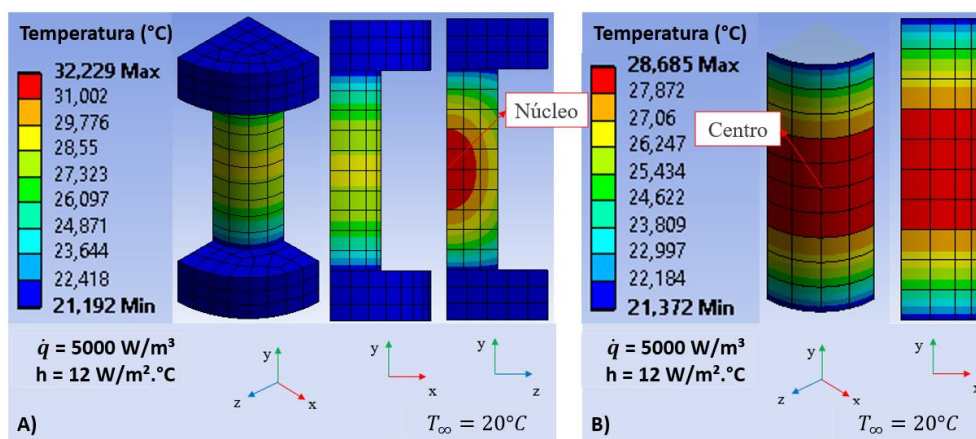 Temperatura (°C)
32,229 Max
31,002
29,776
28,55
27,323
26,097
24,871
23,644
22,418
21,192 Min
Núcleo
q̇ = 5000 W/m³
h = 12 W/m².°C
y
z
x
y
x
y
z
A)
T∞ = 20°C
Temperatura (°C)
28,685 Max
27,872
27,06
26,247
25,434
24,622
23,809
22,997
22,184
21,372 Min
Centro
q̇ = 5000 W/m³
h = 12 W/m².°C
y
z
x
y
x
B)
T∞ = 20°C